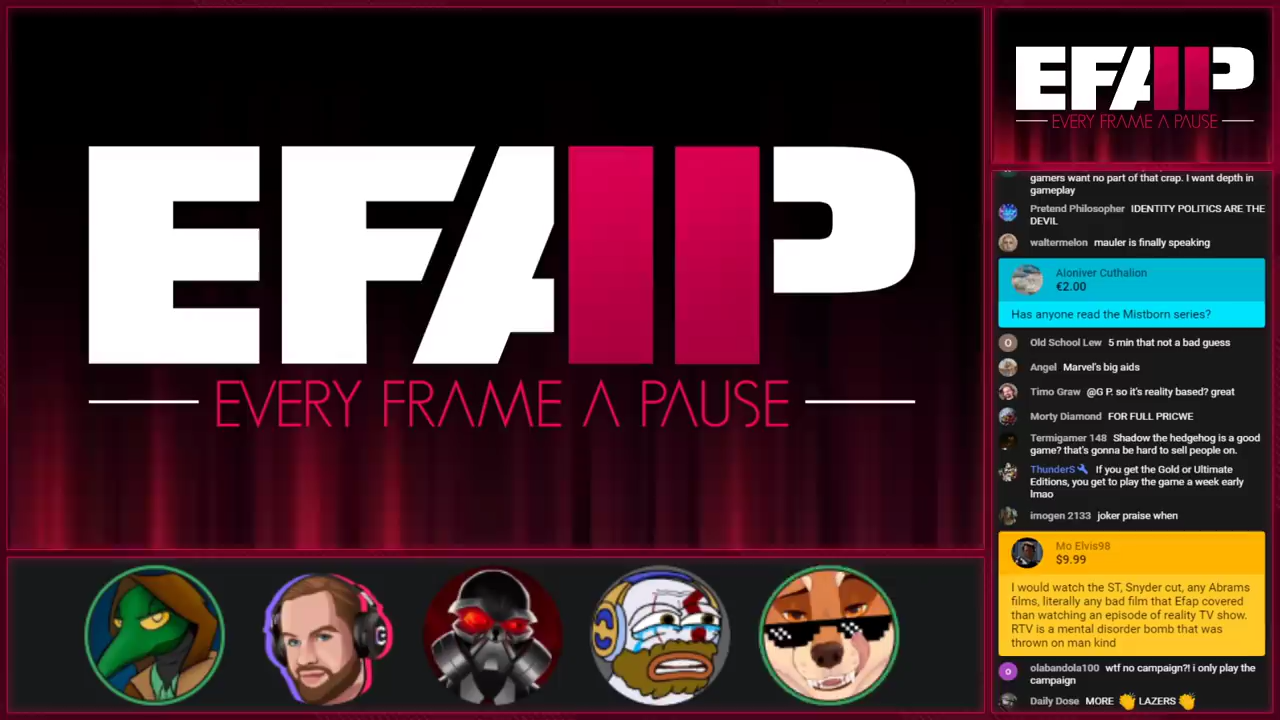 EFAP
EVERY FRAME A PAUSE
EFAP
EVERY FRAME A PAUSE
gamers want no part of that crap. I want depth in
gameplay
Pretend Philosopher IDENTITY POLITICS ARE THE
DEVIL
waltermelon mauler is finally speaking
Aloniver Cuthalion
€2.00
Has anyone read the Mistborn series?
O Old School Lew 5 min that not a bad guess
Angel Marvel's big aids
Timo Graw @G P. so it's reality based? great
Morty Diamond FOR FULL PRICWE
Termigamer 148 Shadow the hedgehog is a good
game? that's gonna be hard to sell people on.
ThunderS If you get the Gold or Ultimate
Editions, you get to play the game a week early
lmao
imogen 2133 joker praise when
Mo Elvis98
$9.99
I would watch the ST, Snyder cut, any Abrams
films, literally any bad film that Efap covered
than watching an episode of reality TV show.
RTV is a mental disorder bomb that was
thrown on man kind
o olabandola100 wtf no campaign?! i only play the
campaign
Daily Dose MORE 👏 LAZERS 👏